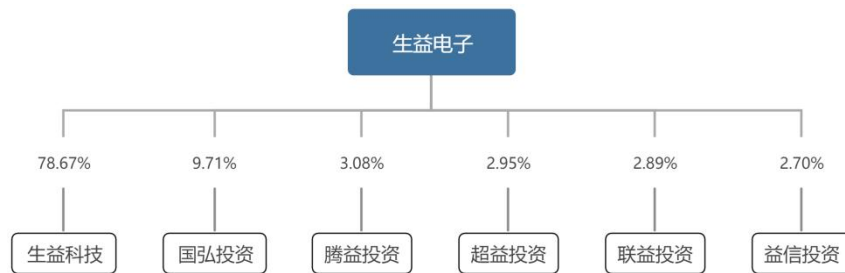 生益电子
78.67% 9.71% 3.08% 2.95% 2.89% 2.70%
生益科技 国弘投资 腾益投资 超益投资 联益投资 益信投资